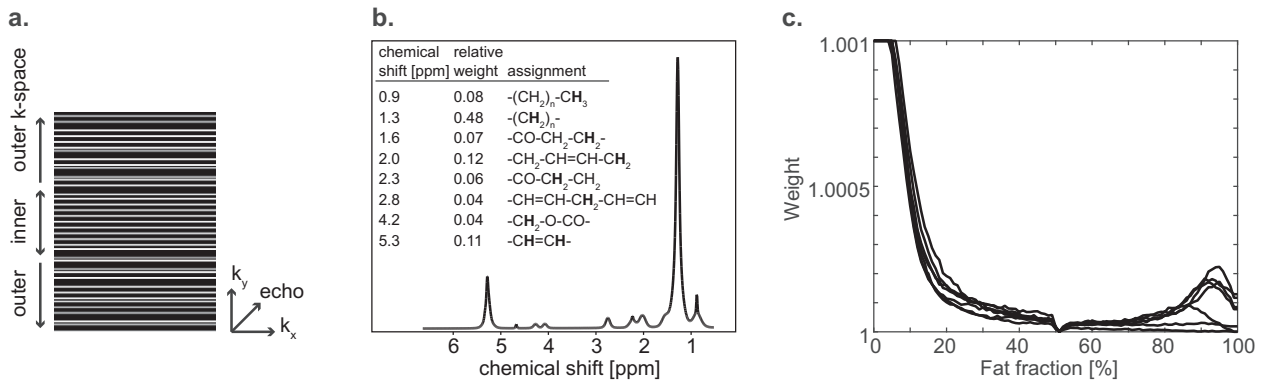 a.
outer k-space
inner
outer
k_y
echo
k_x
b.
chemical shift [ppm] relative weight assignment
0.9 0.08 -(CH₂)ₙ-CH₃
1.3 0.48 -(CH₂)ₙ-
1.6 0.07 -CO-CH₂-CH₂-
2.0 0.12 -CH₂-CH=CH-CH₂
2.3 0.06 -CO-CH₂-CH₂
2.8 0.04 -CH=CH-CH₂-CH=CH
4.2 0.04 -CH₂-O-CO-
5.3 0.11 -CH=CH-
6 5 4 3 2 1
chemical shift [ppm]
c.
1.001
1.0005
1
Weight
0 20 40 60 80 100
Fat fraction [%]